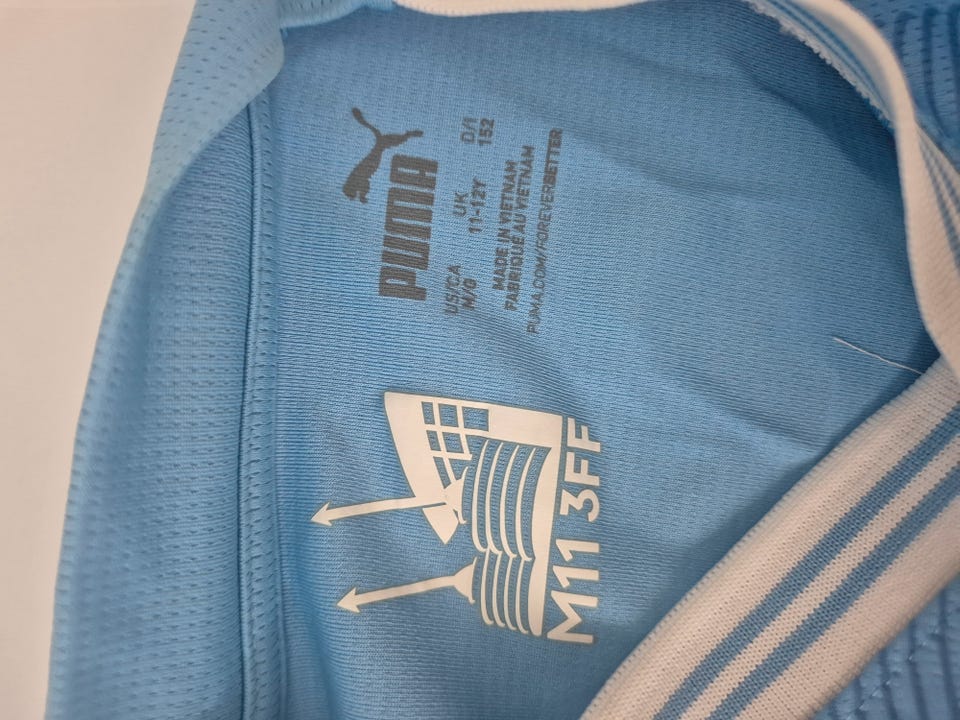 PUMA
US/CA UK D/I
M/G 11-12Y 152
MADE IN VIETNAM
FABRIQUÉ AU VIETNAM
PUMA.COM/FOREVERBETTER
M11 3FF